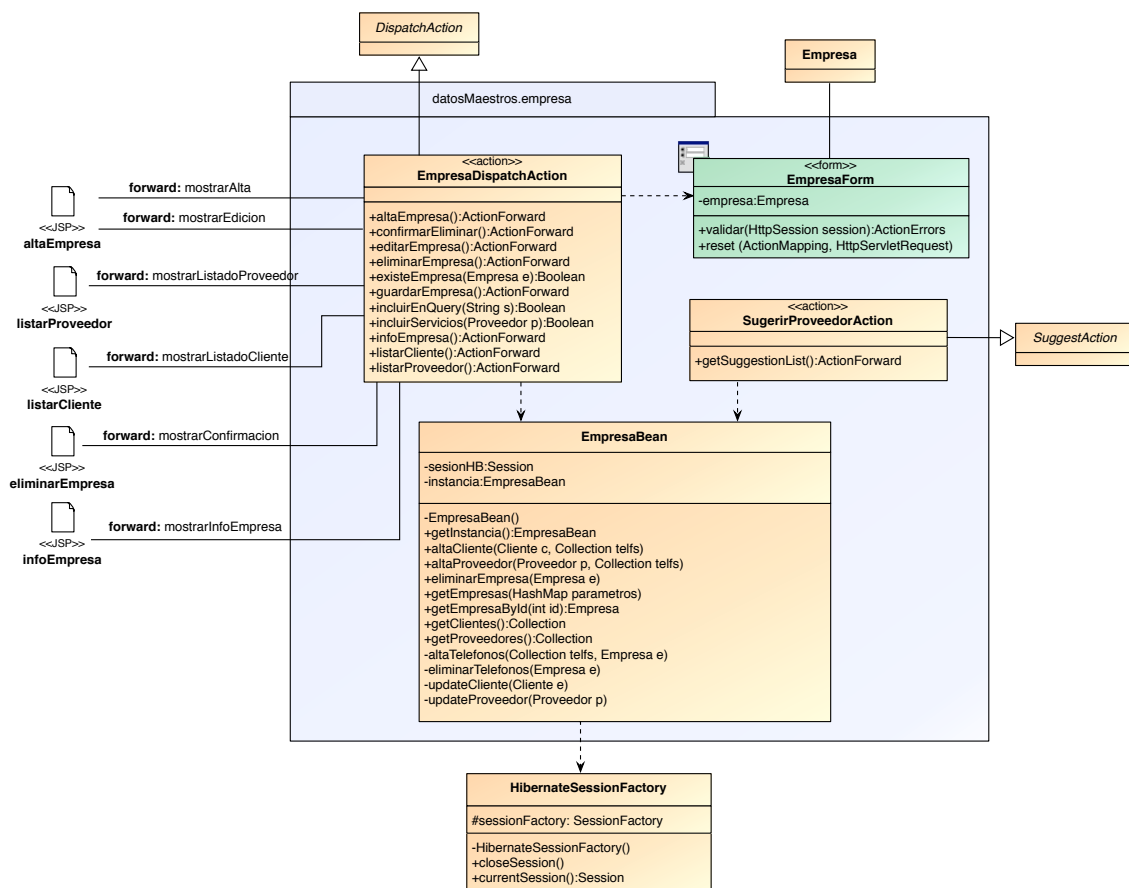 DispatchAction
Empresa
datosMaestros.empresa
<<action>>
EmpresaDispatchAction
+altaEmpresa():ActionForward
+confirmarEliminar():ActionForward
+editarEmpresa():ActionForward
+eliminarEmpresa():ActionForward
+existeEmpresa(Empresa e):Boolean
+guardarEmpresa():ActionForward
+incluirEnQuery(String s):Boolean
+incluirServicios(Proveedor p):Boolean
+infoEmpresa():ActionForward
+listarCliente():ActionForward
+listarProveedor():ActionForward
<<form>>
EmpresaForm
-empresa:Empresa
+validar(HttpSession session):ActionErrors
+reset (ActionMapping, HttpServletRequest)
forward: mostrarAlta
forward: mostrarEdicion
<<JSP>>
altaEmpresa
forward: mostrarListadoProveedor
<<JSP>>
listarProveedor
forward: mostrarListadoCliente
<<JSP>>
listarCliente
forward: mostrarConfirmacion
<<JSP>>
eliminarEmpresa
forward: mostrarInfoEmpresa
<<JSP>>
infoEmpresa
<<action>>
SugerirProveedorAction
+getSuggestionList():ActionForward
SuggestAction
EmpresaBean
-sesionHB:Session
-instancia:EmpresaBean
-EmpresaBean()
+getInstancia():EmpresaBean
+altaCliente(Cliente c, Collection telfs)
+altaProveedor(Proveedor p, Collection telfs)
+eliminarEmpresa(Empresa e)
+getEmpresas(HashMap parametros)
+getEmpresaById(int id):Empresa
+getClientes():Collection
+getProveedores():Collection
-altaTelefonos(Collection telfs, Empresa e)
-eliminarTelefonos(Empresa e)
-updateCliente(Cliente e)
-updateProveedor(Proveedor p)
HibernateSessionFactory
#sessionFactory: SessionFactory
-HibernateSessionFactory()
+closeSession()
+currentSession():Session